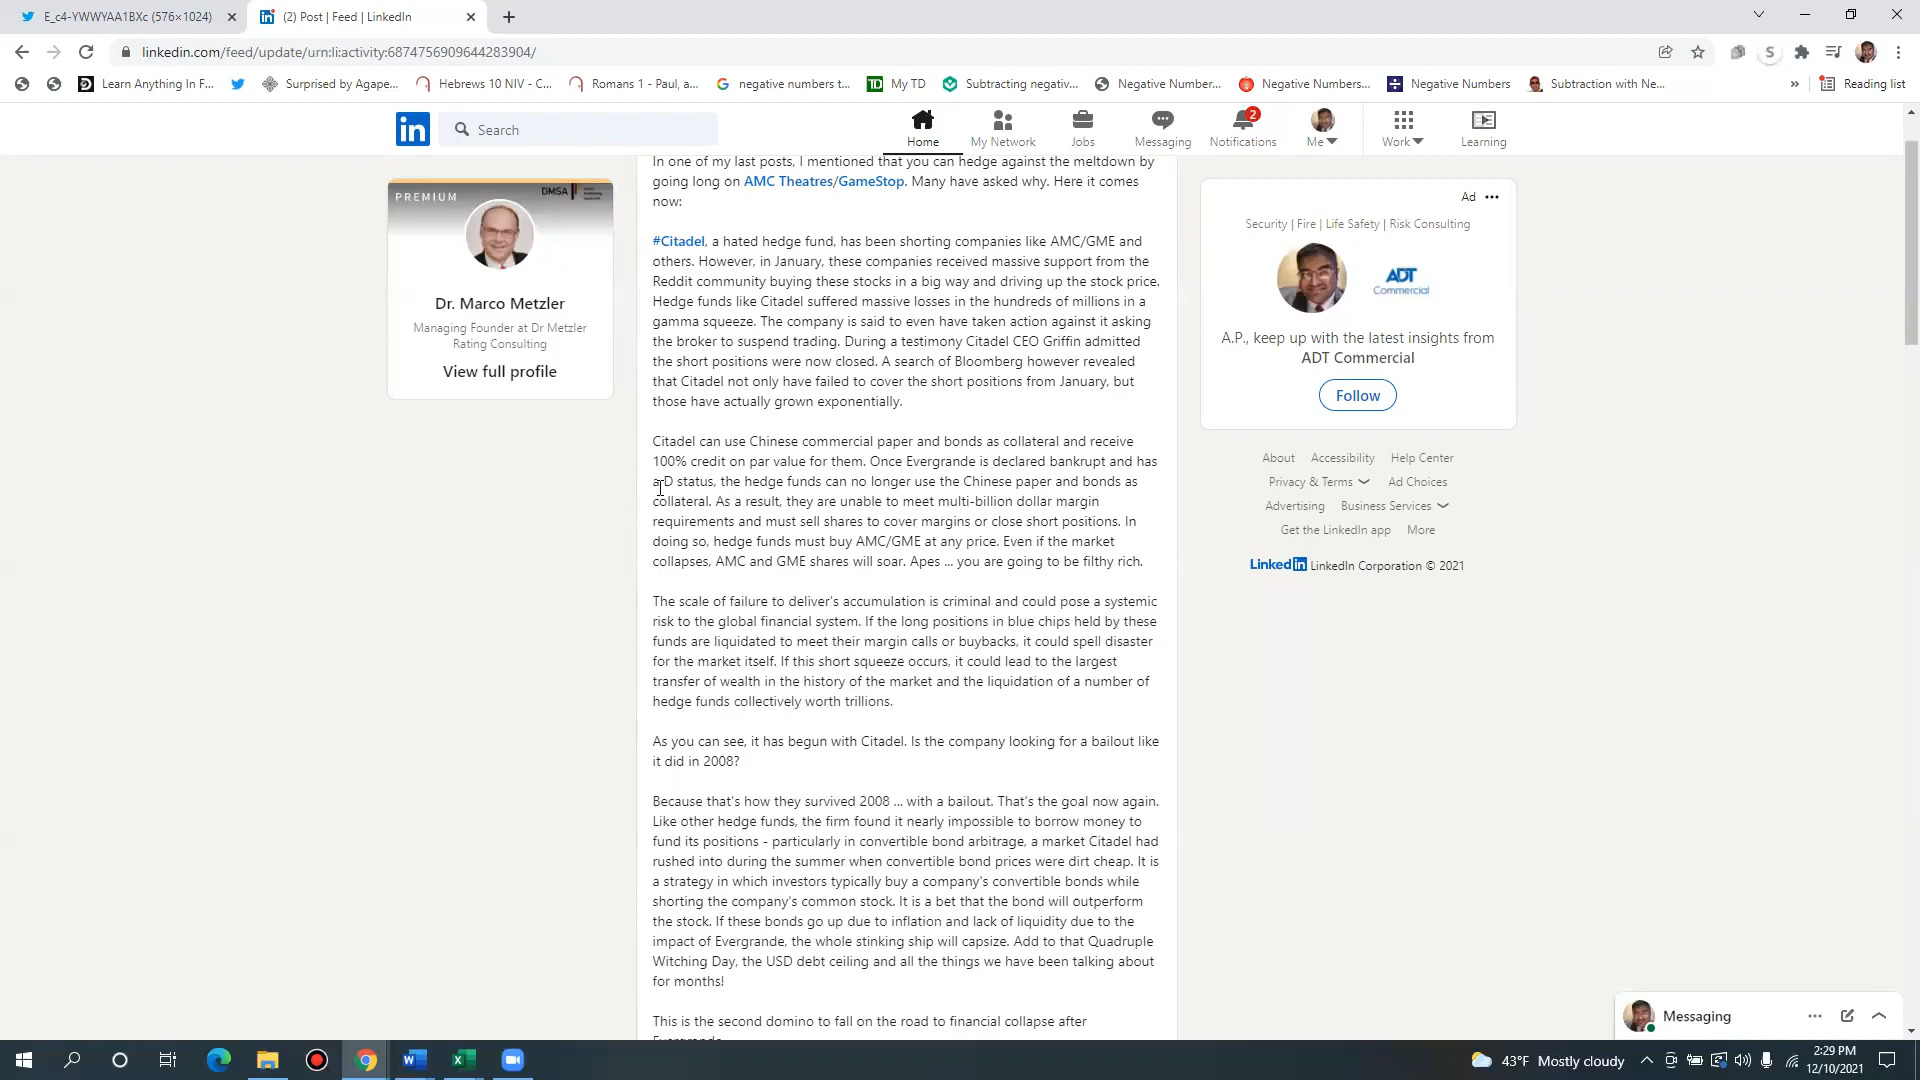 E_c4-YWWYAA1BXc (576×1024)
(2) Post | Feed | LinkedIn
linkedin.com/feed/update/urn:li:activity:6874756909644283904/
S
Learn Anything In F...
Surprised by Agape...
Hebrews 10 NIV - C...
Romans 1 - Paul, a...
negative numbers t...
My TD
Subtracting negativ...
Negative Number...
Negative Numbers...
Negative Numbers
Subtraction with Ne...
»
Reading list
in
Search
Home
My Network
Jobs
Messaging
2
Notifications
Me
Work
Learning
PREMIUM
DMSA
Dr. Marco Metzler
Managing Founder at Dr Metzler
Rating Consulting
View full profile
In one of my last posts, I mentioned that you can hedge against the meltdown by
going long on AMC Theatres/GameStop. Many have asked why. Here it comes
now:
#Citadel, a hated hedge fund, has been shorting companies like AMC/GME and
others. However, in January, these companies received massive support from the
Reddit community buying these stocks in a big way and driving up the stock price.
Hedge funds like Citadel suffered massive losses in the hundreds of millions in a
gamma squeeze. The company is said to even have taken action against it asking
the broker to suspend trading. During a testimony Citadel CEO Griffin admitted
the short positions were now closed. A search of Bloomberg however revealed
that Citadel not only have failed to cover the short positions from January, but
those have actually grown exponentially.
Citadel can use Chinese commercial paper and bonds as collateral and receive
100% credit on par value for them. Once Evergrande is declared bankrupt and has
a D status, the hedge funds can no longer use the Chinese paper and bonds as
collateral. As a result, they are unable to meet multi-billion dollar margin
requirements and must sell shares to cover margins or close short positions. In
doing so, hedge funds must buy AMC/GME at any price. Even if the market
collapses, AMC and GME shares will soar. Apes ... you are going to be filthy rich.
The scale of failure to deliver's accumulation is criminal and could pose a systemic
risk to the global financial system. If the long positions in blue chips held by these
funds are liquidated to meet their margin calls or buybacks, it could spell disaster
for the market itself. If this short squeeze occurs, it could lead to the largest
transfer of wealth in the history of the market and the liquidation of a number of
hedge funds collectively worth trillions.
As you can see, it has begun with Citadel. Is the company looking for a bailout like
it did in 2008?
Because that's how they survived 2008 ... with a bailout. That's the goal now again.
Like other hedge funds, the firm found it nearly impossible to borrow money to
fund its positions - particularly in convertible bond arbitrage, a market Citadel had
rushed into during the summer when convertible bond prices were dirt cheap. It is
a strategy in which investors typically buy a company's convertible bonds while
shorting the company's common stock. It is a bet that the bond will outperform
the stock. If these bonds go up due to inflation and lack of liquidity due to the
impact of Evergrande, the whole stinking ship will capsize. Add to that Quadruple
Witching Day, the USD debt ceiling and all the things we have been talking about
for months!
This is the second domino to fall on the road to financial collapse after
Evergrande
Ad
Security | Fire | Life Safety | Risk Consulting
ADT
Commercial
A.P., keep up with the latest insights from
ADT Commercial
Follow
About Accessibility Help Center
Privacy & Terms Ad Choices
Advertising Business Services
Get the LinkedIn app More
LinkedIn LinkedIn Corporation © 2021
Messaging
43°F Mostly cloudy
2:29 PM
12/10/2021